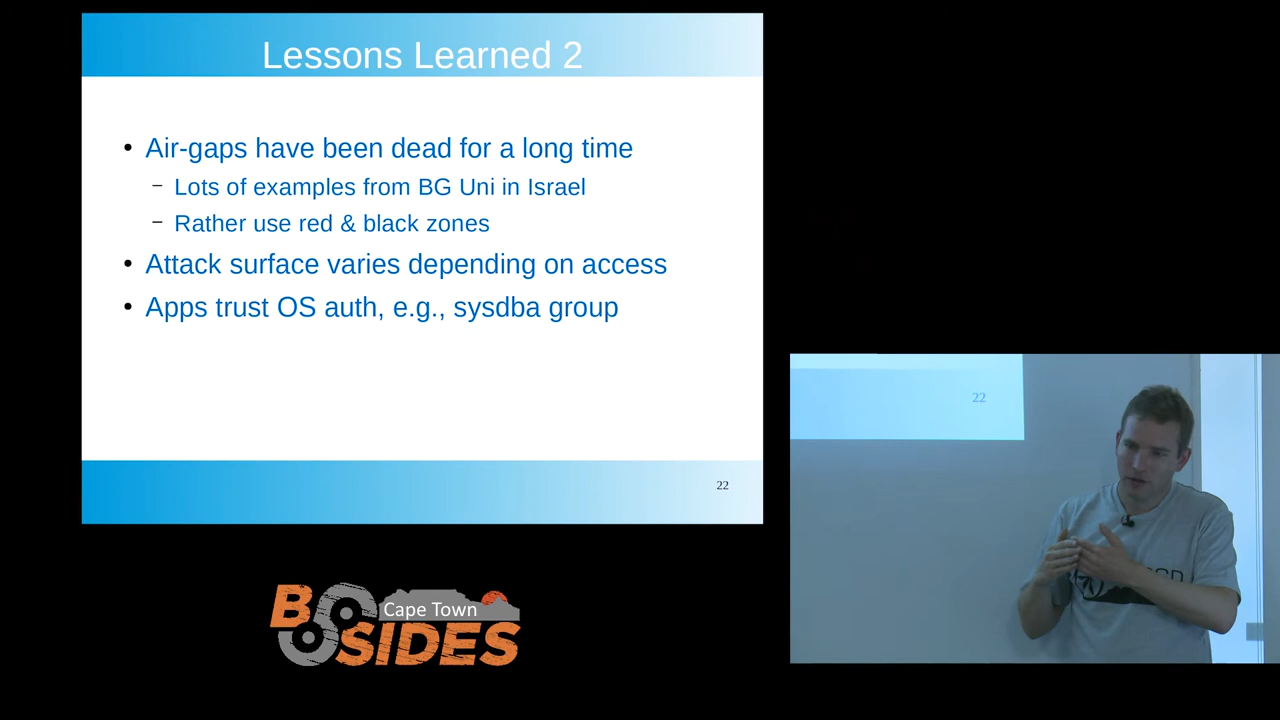 Lessons Learned 2
• Air-gaps have been dead for a long time
– Lots of examples from BG Uni in Israel
– Rather use red & black zones
• Attack surface varies depending on access
• Apps trust OS auth, e.g., sysdba group
22
22
BSIDES
Cape Town